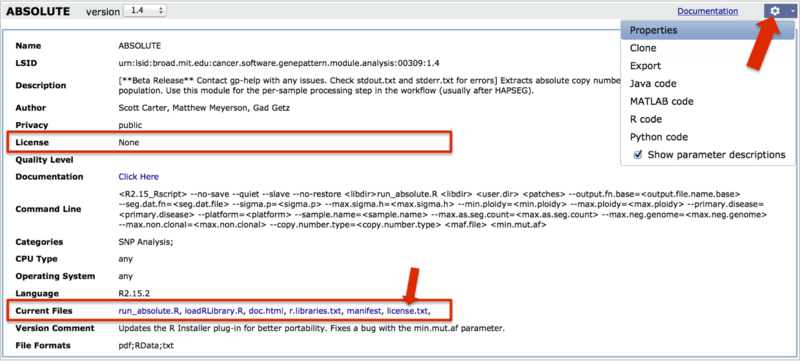 ABSOLUTE version 1.4 Documentation
Properties
Clone
Export
Java code
MATLAB code
R code
Python code
Show parameter descriptions
Name ABSOLUTE
LSID urn:lsid:broad.mit.edu:cancer.software.genepattern.module.analysis:00309:1.4
Description [**Beta Release** Contact gp-help with any issues. Check stdout.txt and stderr.txt for errors] Extracts absolute copy numbe
population. Use this module for the per-sample processing step in the workflow (usually after HAPSEG).
Author Scott Carter, Matthew Meyerson, Gad Getz
Privacy public
License None
Quality Level
Documentation Click Here
Command Line <R2.15_Rscript> --no-save --quiet --slave --no-restore <libdir>run_absolute.R <libdir> <user.dir> <patches> --output.fn.base=<output.file.name.base>
--seg.dat.fn=<seg.dat.file> --sigma.p=<sigma.p> --max.sigma.h=<max.sigma.h> --min.ploidy=<min.ploidy> --max.ploidy=<max.ploidy> --primary.disease=
<primary.disease> --platform=<platform> --sample.name=<sample.name> --max.as.seg.count=<max.as.seg.count> --max.neg.genome=<max.neg.genome>
--max.non.clonal=<max.non.clonal> --copy.number.type=<copy.number.type> <maf.file> <min.mut.af>
Categories SNP Analysis;
CPU Type any
Operating System any
Language R2.15.2
Current Files run_absolute.R, loadRLibrary.R, doc.html, r.libraries.txt, manifest, license.txt,
Version Comment Updates the R Installer plug-in for better portability. Fixes a bug with the min.mut.af parameter.
File Formats pdf;RData;txt